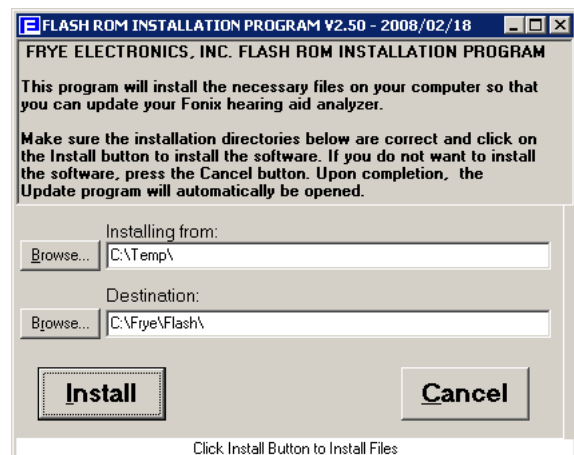 FLASH ROM INSTALLATION PROGRAM V2.50 - 2008/02/18
FRYE ELECTRONICS, INC. FLASH ROM INSTALLATION PROGRAM
This program will install the necessary files on your computer so that
you can update your Fonix hearing aid analyzer.
Make sure the installation directories below are correct and click on
the Install button to install the software. If you do not want to install
the software, press the Cancel button. Upon completion, the
Update program will automatically be opened.
Installing from:
Browse... C:\Temp\
Destination:
Browse... C:\Frye\Flash\
Install Cancel
Click Install Button to Install Files